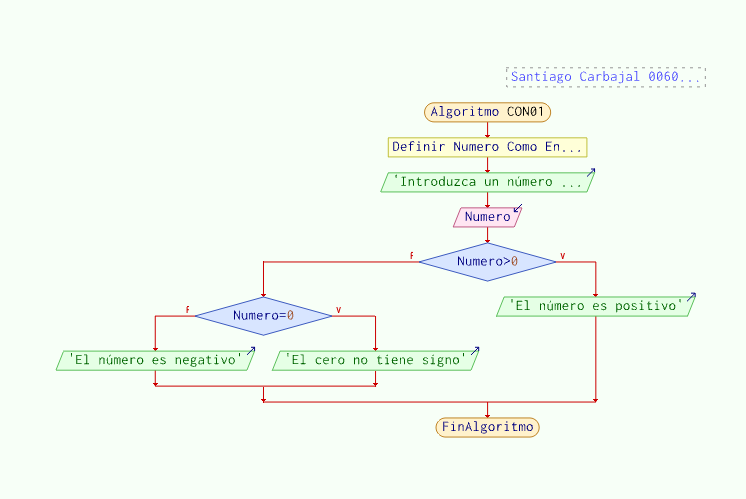 Santiago Carbajal 0060...
Algoritmo CON01
Definir Numero Como En...
'Introduzca un número ...
Numero
Numero>0
F
V
'El número es positivo'
Numero=0
F
V
'El número es negativo'
'El cero no tiene signo'
FinAlgoritmo